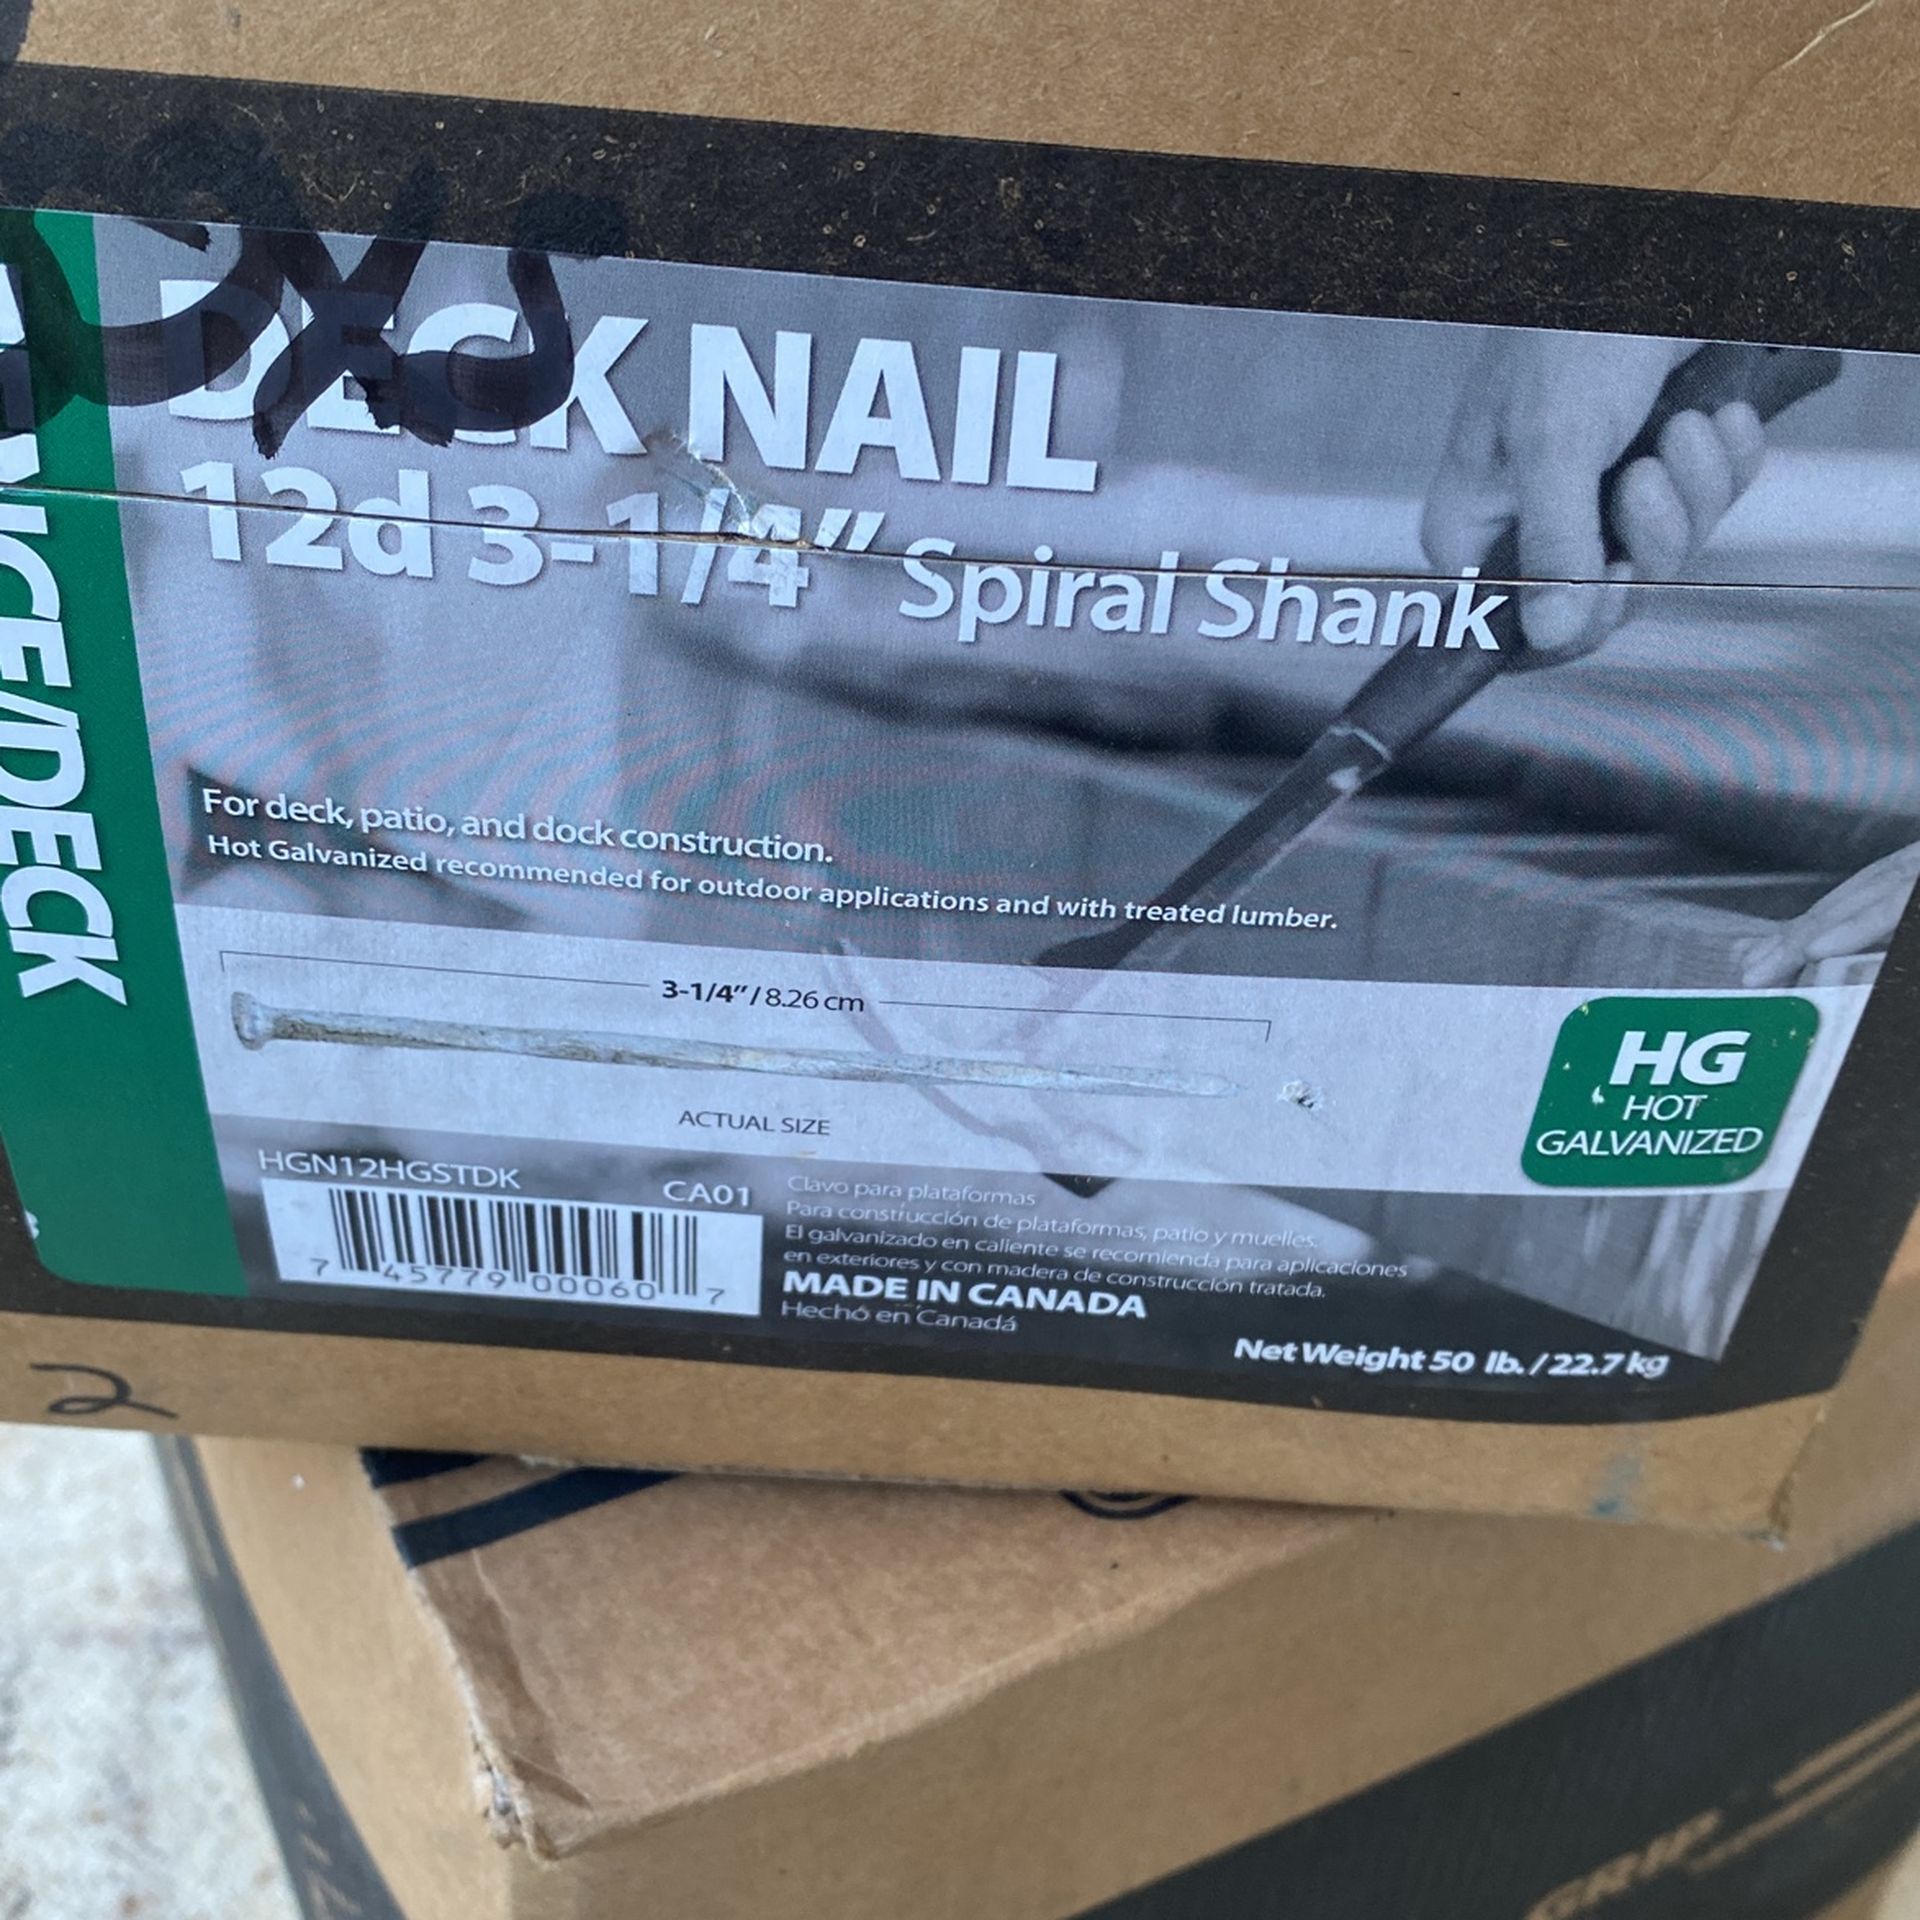 FENCE/DECK
DECK NAIL
12d 3-1/4" Spiral Shank
For deck, patio, and dock construction.
Hot Galvanized recommended for outdoor applications and with treated lumber.
3-1/4"/8.26 cm
ACTUAL SIZE
HG
HOT
GALVANIZED
HGN12HGSTDK CA01
7 45779 00060 7
Clavo para plataformas
Para construcción de plataformas, patio y muelles.
El galvanizado en caliente se recomienda para aplicaciones
en exteriores y con madera de construcción tratada.
MADE IN CANADA
Hecho en Canadá
Net Weight 50 lb. / 22.7 kg
2
GRIP